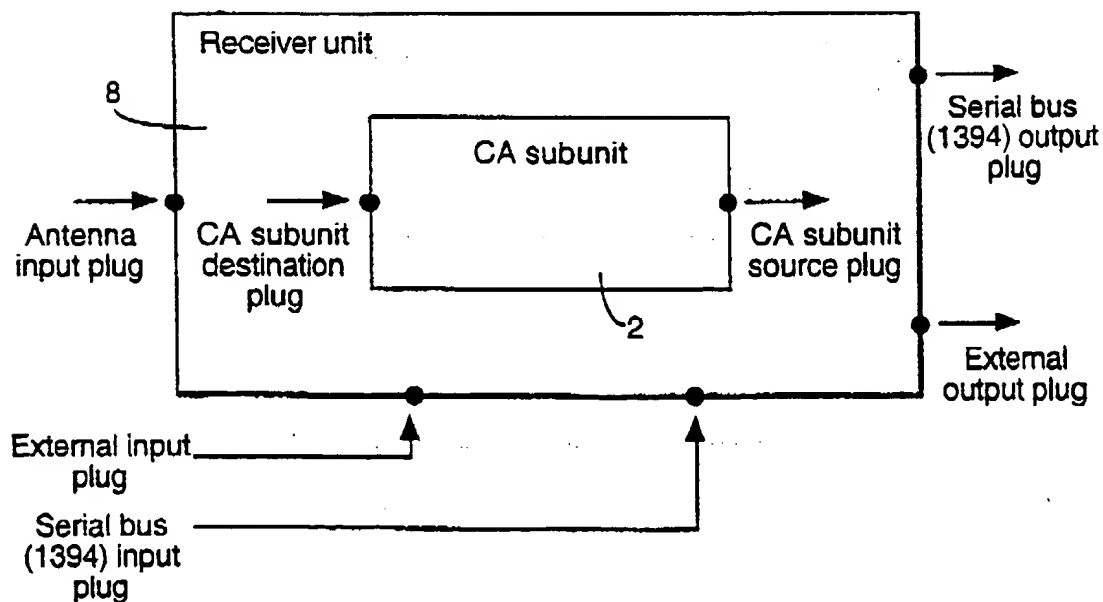 Receiver unit
8
Serial bus
(1394) output
plug
CA subunit
Antenna
input plug
CA subunit
destination
plug
CA subunit
source plug
2
External
output plug
External input
plug
Serial bus
(1394) input
plug